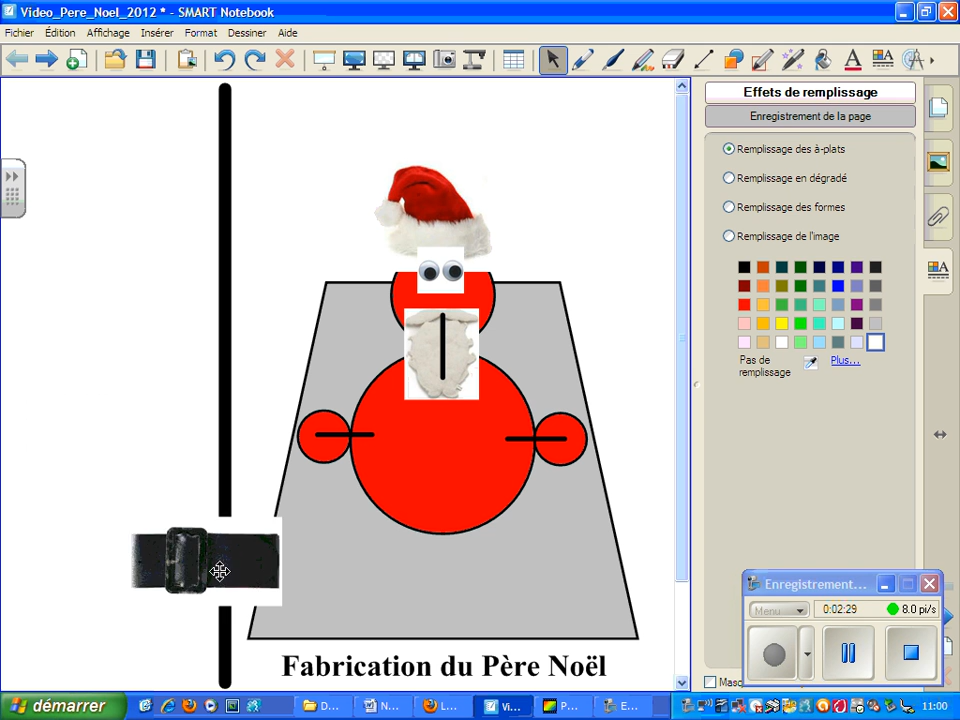 Video_Pere_Noel_2012 * - SMART Notebook
Fichier Édition Affichage Insérer Format Dessiner Aide
Effets de remplissage
Enregistrement de la page
Remplissage des à-plats
Remplissage en dégradé
Remplissage des formes
Remplissage de l'image
Pas de remplissage
Plus...
Enregistrement...
Menu 0:02:29 8.0 pi/s
Fabrication du Père Noël
Masq
démarrer D... N... L... Vi... P... E... 11:00